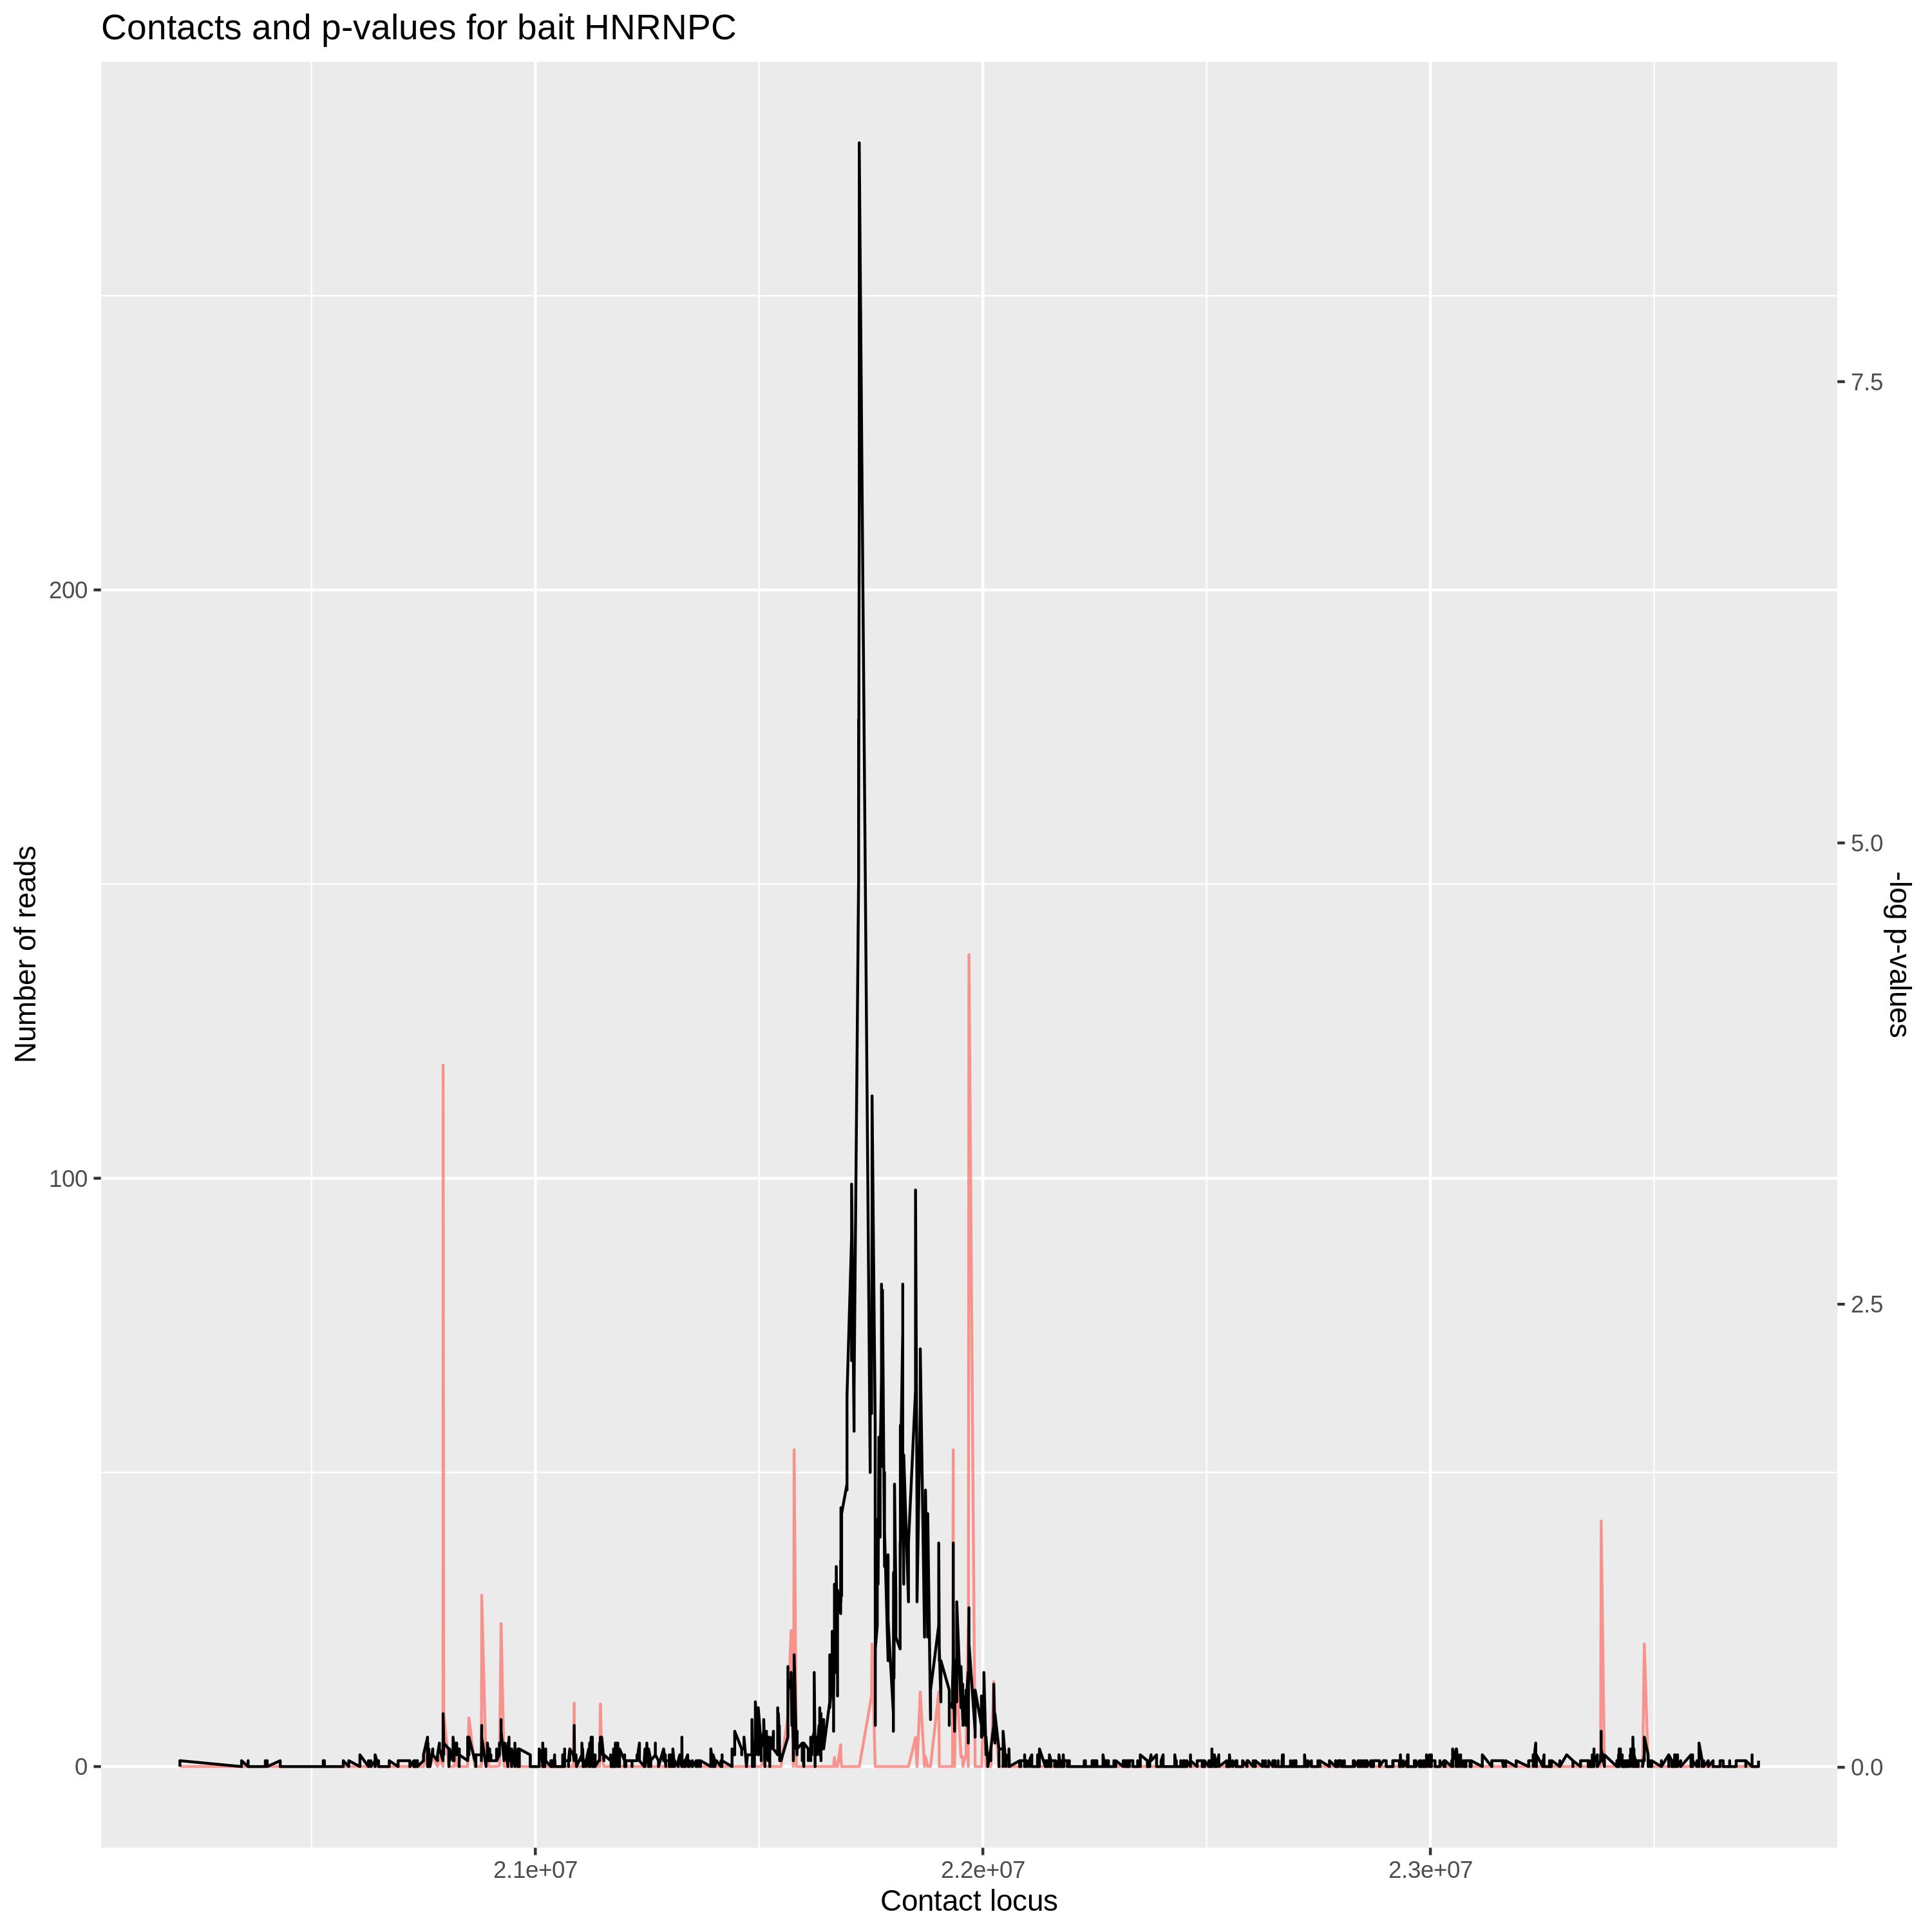 Contacts and p-values for bait HNRNPC
Number of reads
200
100
0
7.5
5.0
2.5
0.0
-log p-values
2.1e+07
2.2e+07
2.3e+07
Contact locus